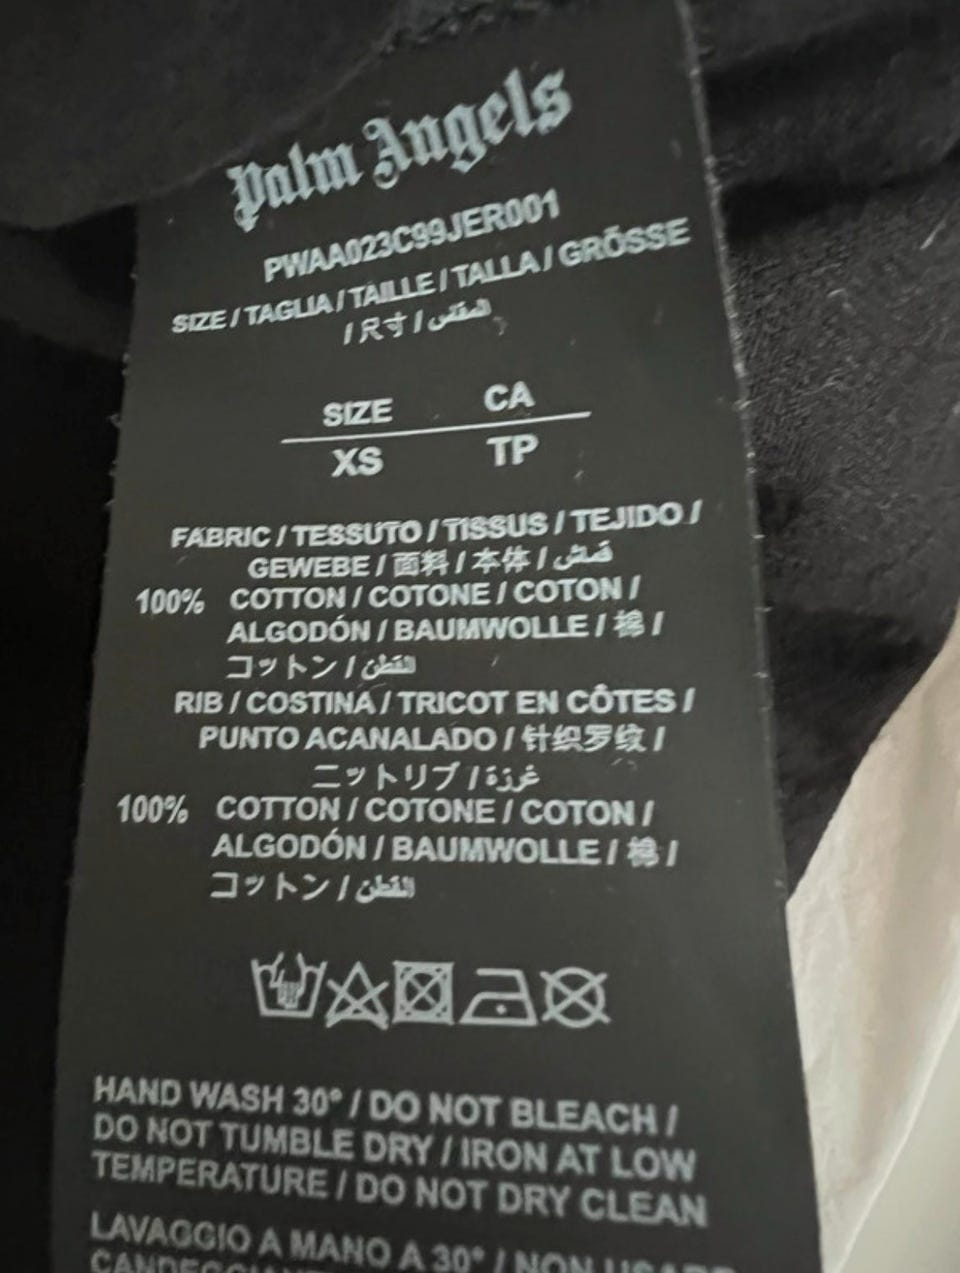 Palm Angels
PWAA023C99JER001
SIZE / TAGLIA / TAILLE / TALLA / GRÖSSE
/ 尺寸 / المقاس
SIZE CA
XS TP
FABRIC / TESSUTO / TISSUS / TEJIDO /
GEWEBE / 面料 / 本体 / قماش
100% COTTON / COTONE / COTON /
ALGODÓN / BAUMWOLLE / 棉 /
コットン / القطن
RIB / COSTINA / TRICOT EN CÔTES /
PUNTO ACANALADO / 针织罗纹 /
ニットリブ / غرزة
100% COTTON / COTONE / COTON /
ALGODÓN / BAUMWOLLE / 棉 /
コットン / القطن
HAND WASH 30° / DO NOT BLEACH /
DO NOT TUMBLE DRY / IRON AT LOW
TEMPERATURE / DO NOT DRY CLEAN
LAVAGGIO A MANO A 30° / NON USARE